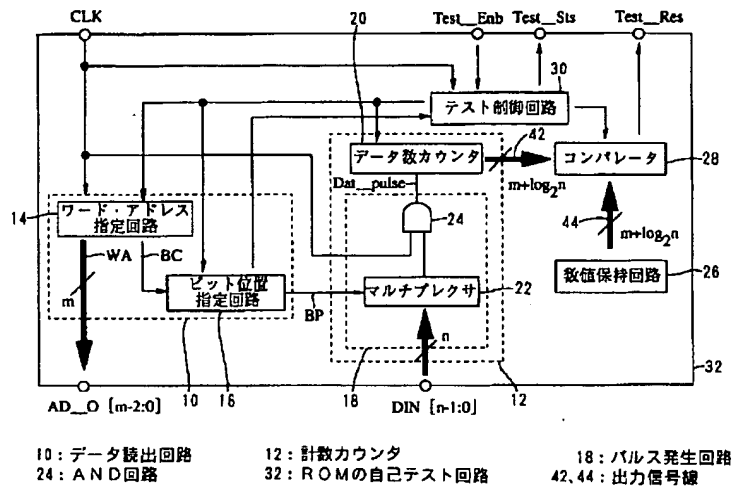 CLK
Test__Enb
Test__Sts
Test__Res
20
30
テスト制御回路
データ数カウンタ
42
コンパレータ
28
Dat__pulse
m+log2n
14
ワード・アドレス
指定回路
24
44
m+log2n
WA
BC
m
ビット位置
指定回路
BP
マルチプレクサ
22
数値保持回路
26
n
32
10
16
18
12
AD__O [m-2:0]
DIN [n-1:0]
10：データ読出回路
12：計数カウンタ
18：パルス発生回路
24：AND回路
32：ROMの自己テスト回路
42,44：出力信号線